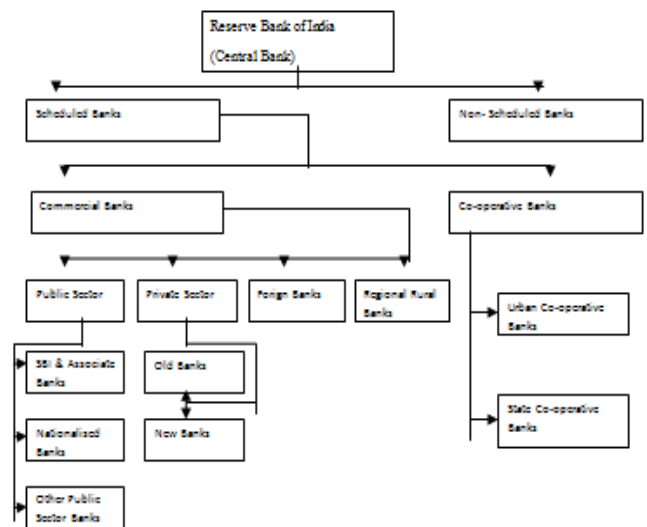 Reserve Bank of India
(Central Bank)
Scheduled Banks
Non- Scheduled Banks
Commercial Banks
Co-operative Banks
Public Sector
Private Sector
Forign Banks
Regional Rural
Banks
Urban Co-operative
Banks
SBI & Associate
Banks
Old Banks
State Co-operative
Banks
Nationalised
Banks
New Banks
Other Public
Sector Banks